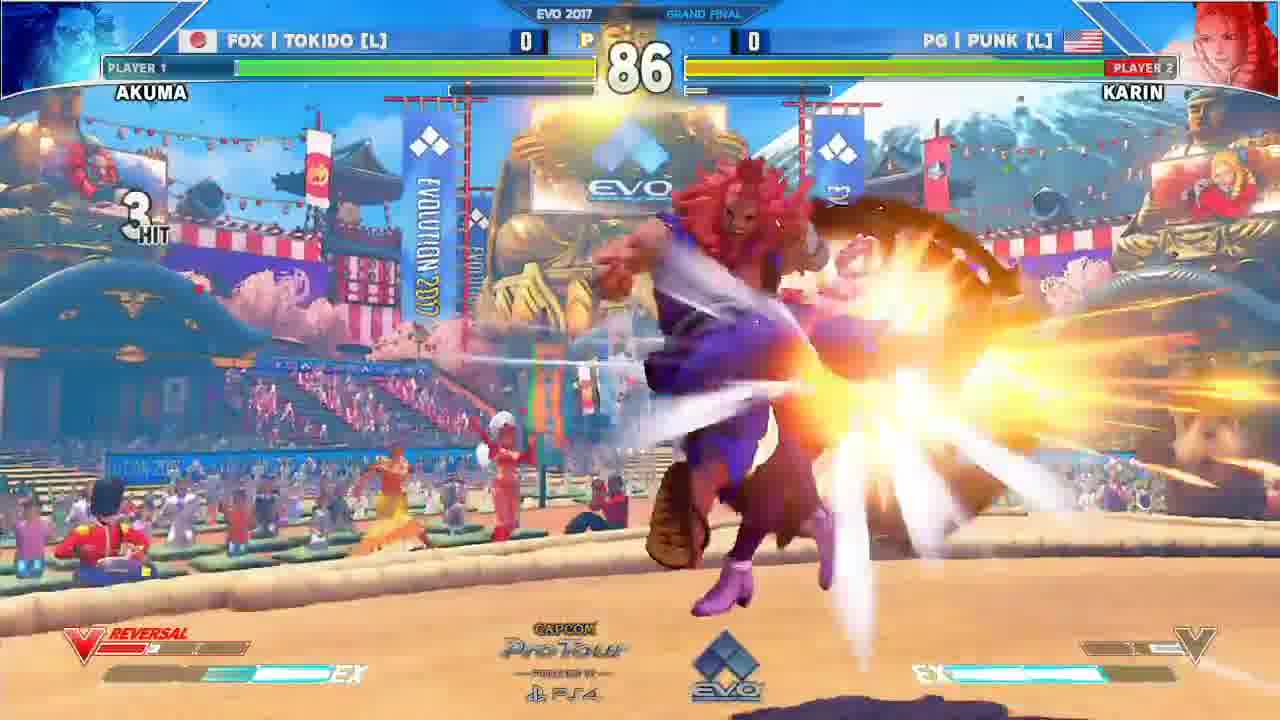 EVO 2017 GRAND FINAL
FOX | TOKIDO [L] 0 P 86 0 PG | PUNK [L]
PLAYER 1 PLAYER 2
AKUMA KARIN
EVO
3
HIT
EVOLUTION 2017
REVERSAL
EX EX
CAPCOM
Pro Tour
PS4
EVO